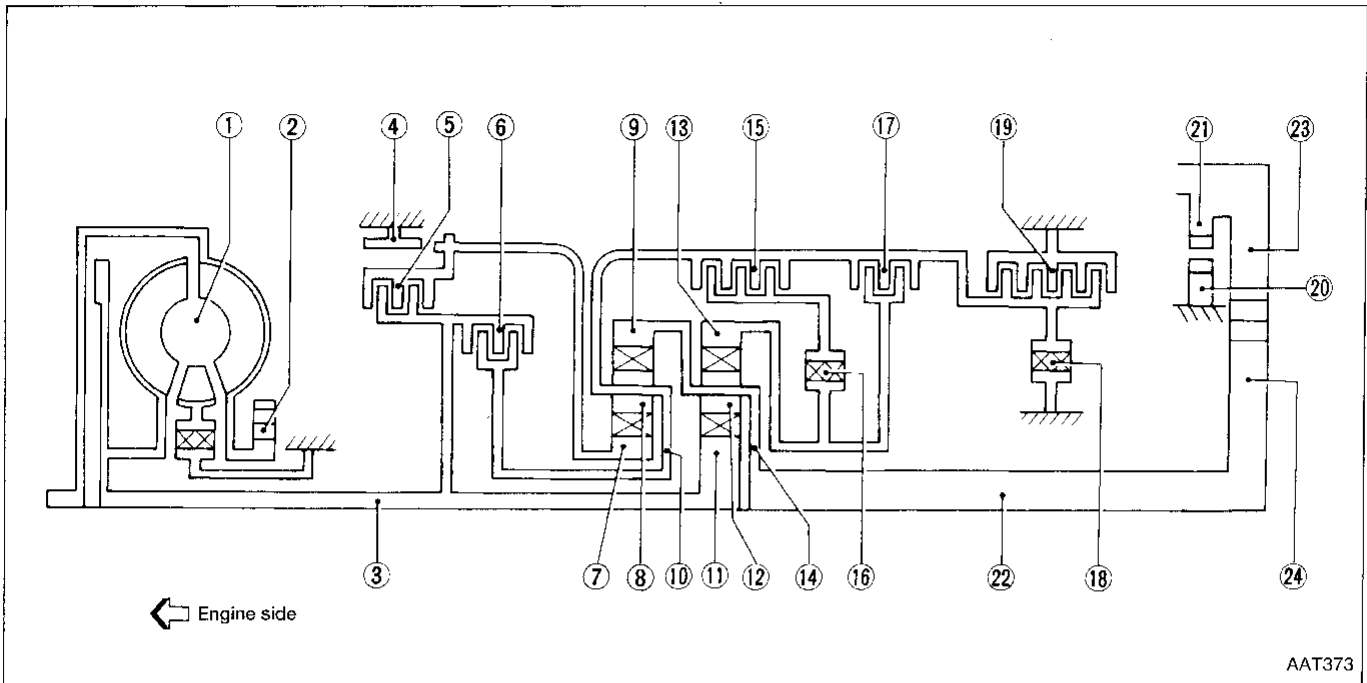 ① ② ④ ⑤ ⑥ ⑨ ⑬ ⑮ ⑰ ⑲ ㉑ ㉓
⑳
③ ⑦ ⑧ ⑩ ⑪ ⑫ ⑭ ⑯ ㉒ ⑱ ㉔
Engine side
AAT373